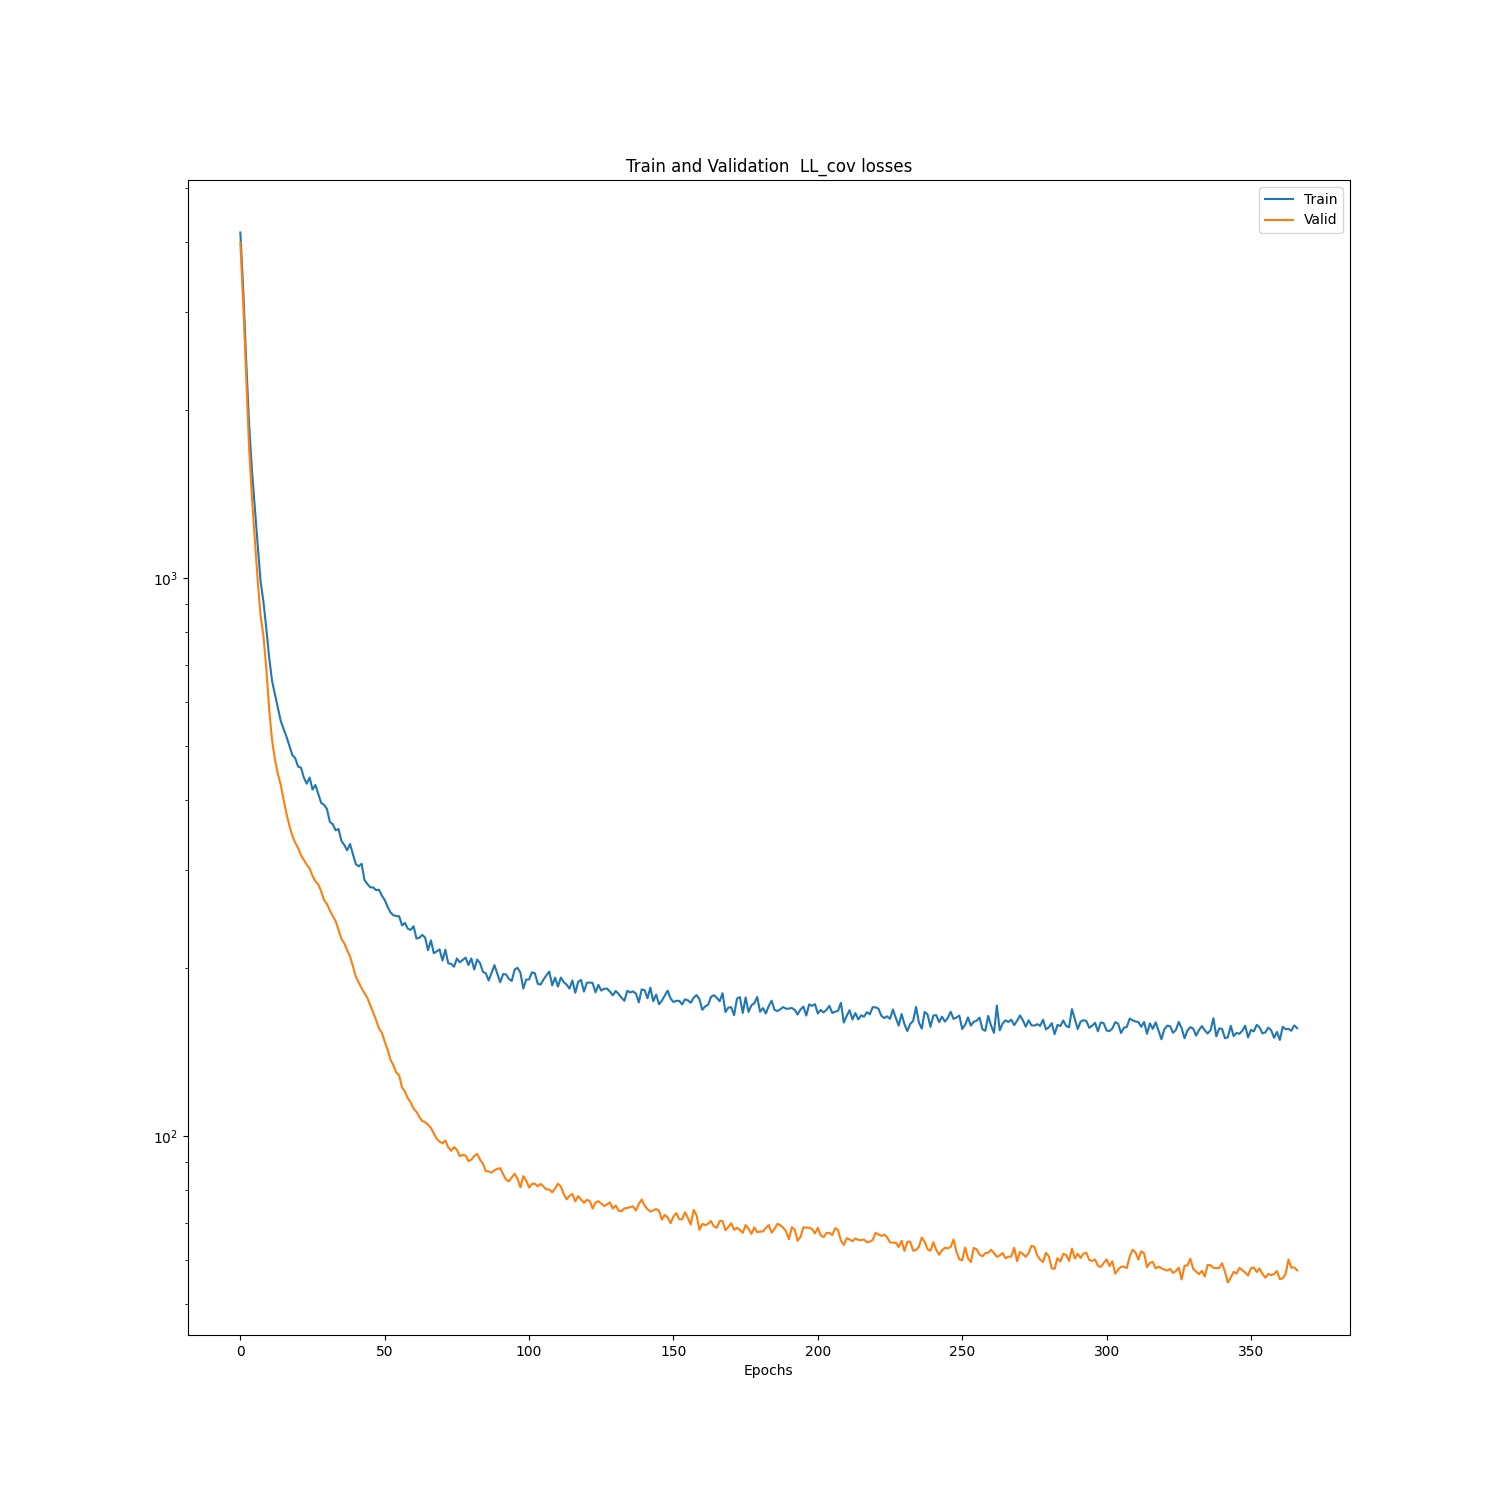 Train and Validation  LL_cov losses
Train
Valid
10³
10²
0 50 100 150 200 250 300 350
Epochs